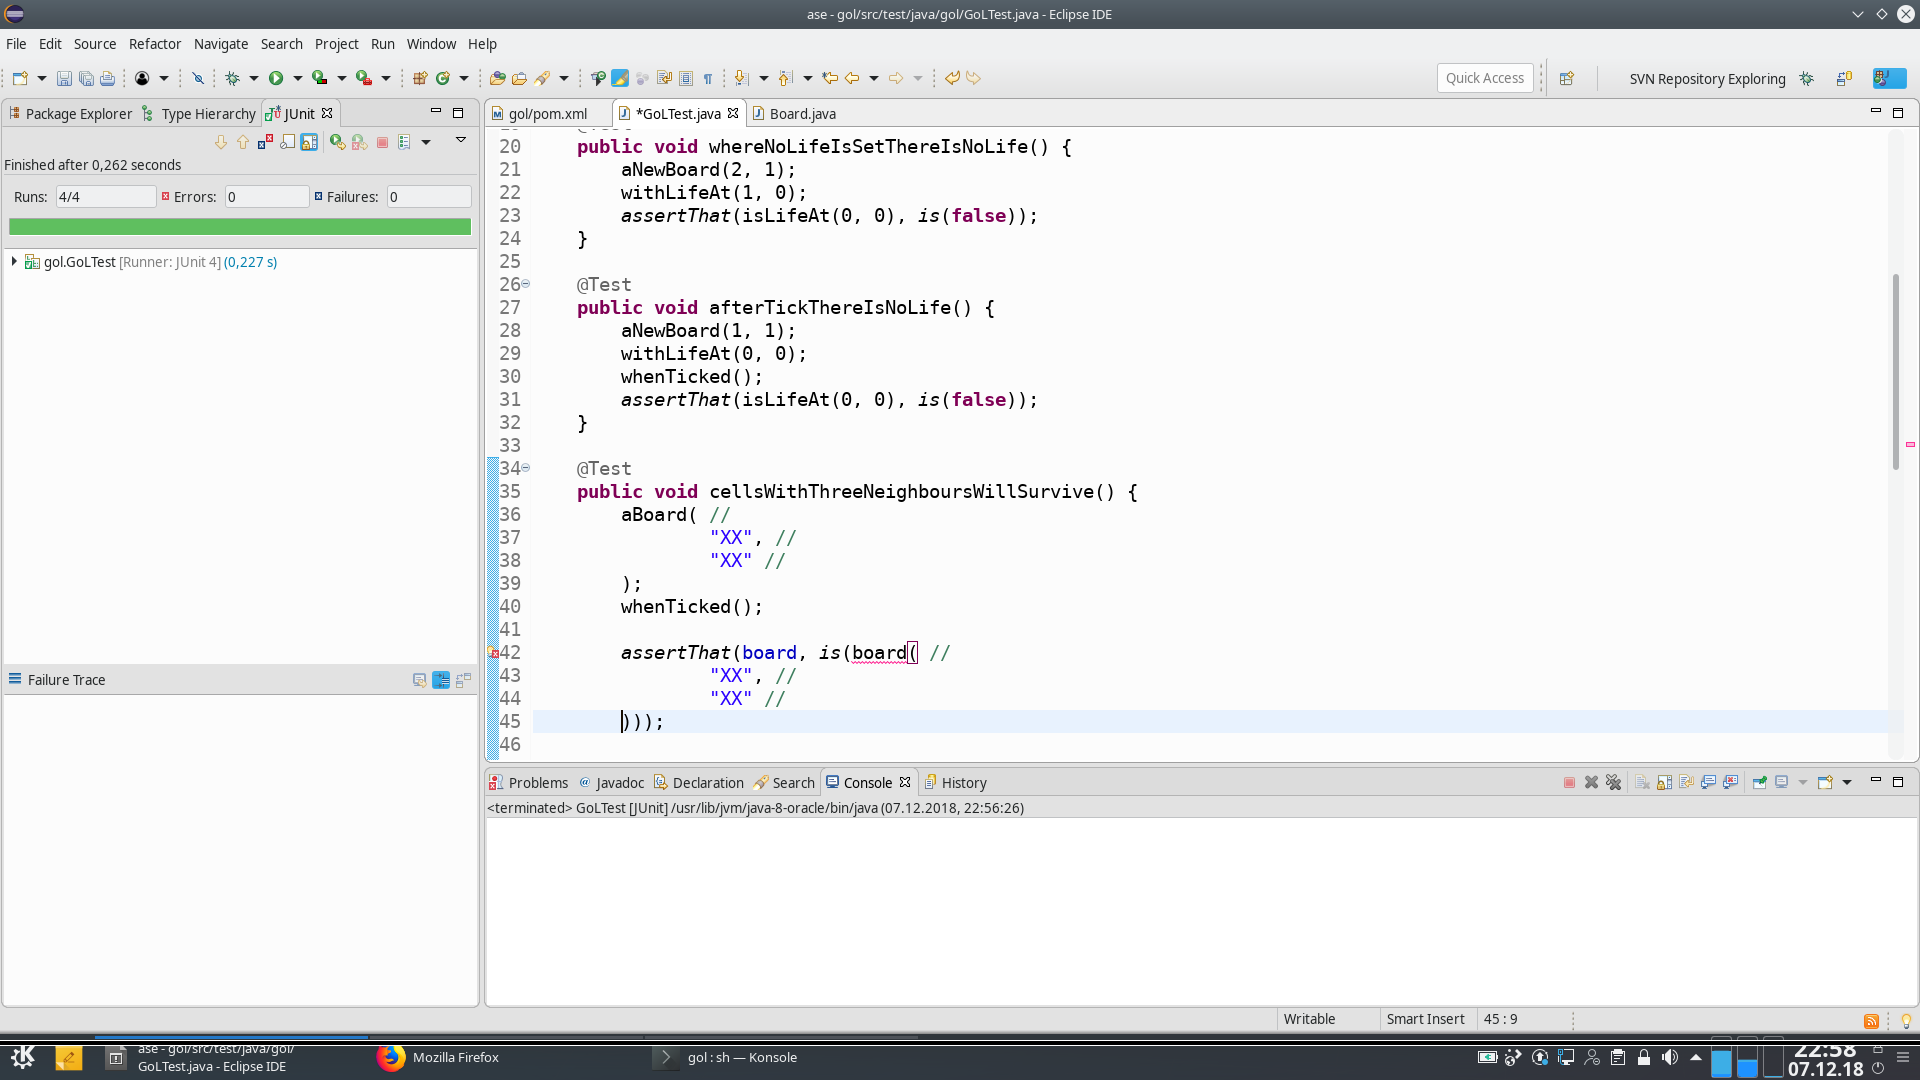 ase - gol/src/test/java/gol/GoLTest.java - Eclipse IDE
File Edit Source Refactor Navigate Search Project Run Window Help
Quick Access
SVN Repository Exploring
Package Explorer Type Hierarchy JUnit
gol/pom.xml *GoLTest.java Board.java
Finished after 0,262 seconds
Runs: 4/4 Errors: 0 Failures: 0
gol.GoLTest [Runner: JUnit 4] (0,227 s)
Failure Trace
20 public void whereNoLifeIsSetThereIsNoLife() {
21 aNewBoard(2, 1);
22 withLifeAt(1, 0);
23 assertThat(isLifeAt(0, 0), is(false));
24 }
25
26 @Test
27 public void afterTickThereIsNoLife() {
28 aNewBoard(1, 1);
29 withLifeAt(0, 0);
30 whenTicked();
31 assertThat(isLifeAt(0, 0), is(false));
32 }
33
34 @Test
35 public void cellsWithThreeNeighboursWillSurvive() {
36 aBoard( //
37 "XX", //
38 "XX" //
39 );
40 whenTicked();
41
42 assertThat(board, is(board( //
43 "XX", //
44 "XX" //
45 )));
46
Problems Javadoc Declaration Search Console History
<terminated> GoLTest [JUnit] /usr/lib/jvm/java-8-oracle/bin/java (07.12.2018, 22:56:26)
Writable Smart Insert 45 : 9
ase - gol/src/test/java/gol/
GoLTest.java - Eclipse IDE
Mozilla Firefox
gol : sh — Konsole
22:58
07.12.18